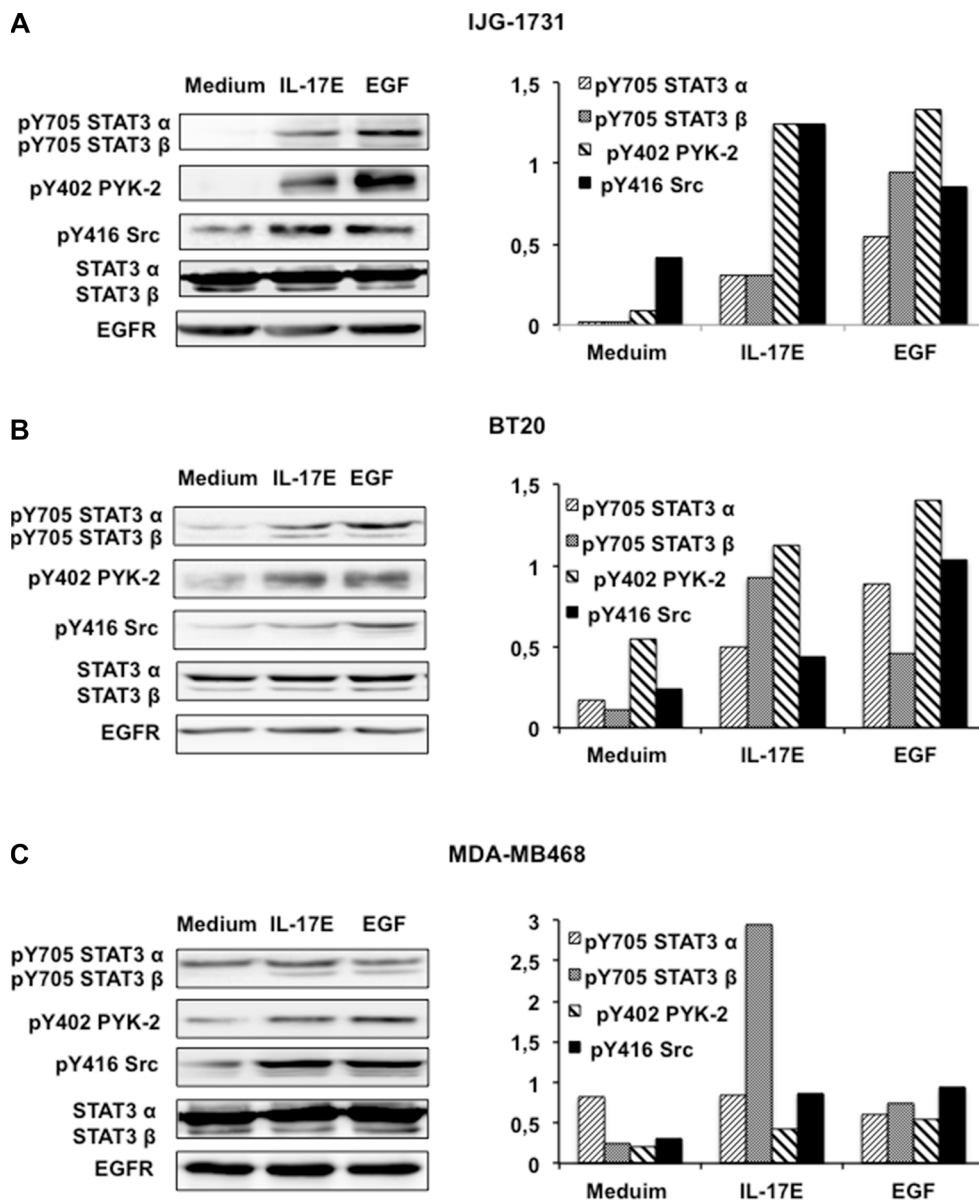 A
IJG-1731
Medium IL-17E EGF
pY705 STAT3 α
pY705 STAT3 β
pY402 PYK-2
pY416 Src
STAT3 α
STAT3 β
EGFR
1,5
1
0,5
0
pY705 STAT3 α
pY705 STAT3 β
pY402 PYK-2
pY416 Src
Meduim IL-17E EGF
B
BT20
Medium IL-17E EGF
pY705 STAT3 α
pY705 STAT3 β
pY402 PYK-2
pY416 Src
STAT3 α
STAT3 β
EGFR
1,5
1
0,5
0
pY705 STAT3 α
pY705 STAT3 β
pY402 PYK-2
pY416 Src
Meduim IL-17E EGF
C
MDA-MB468
Medium IL-17E EGF
pY705 STAT3 α
pY705 STAT3 β
pY402 PYK-2
pY416 Src
STAT3 α
STAT3 β
EGFR
3
2,5
2
1,5
1
0,5
0
pY705 STAT3 α
pY705 STAT3 β
pY402 PYK-2
pY416 Src
Meduim IL-17E EGF